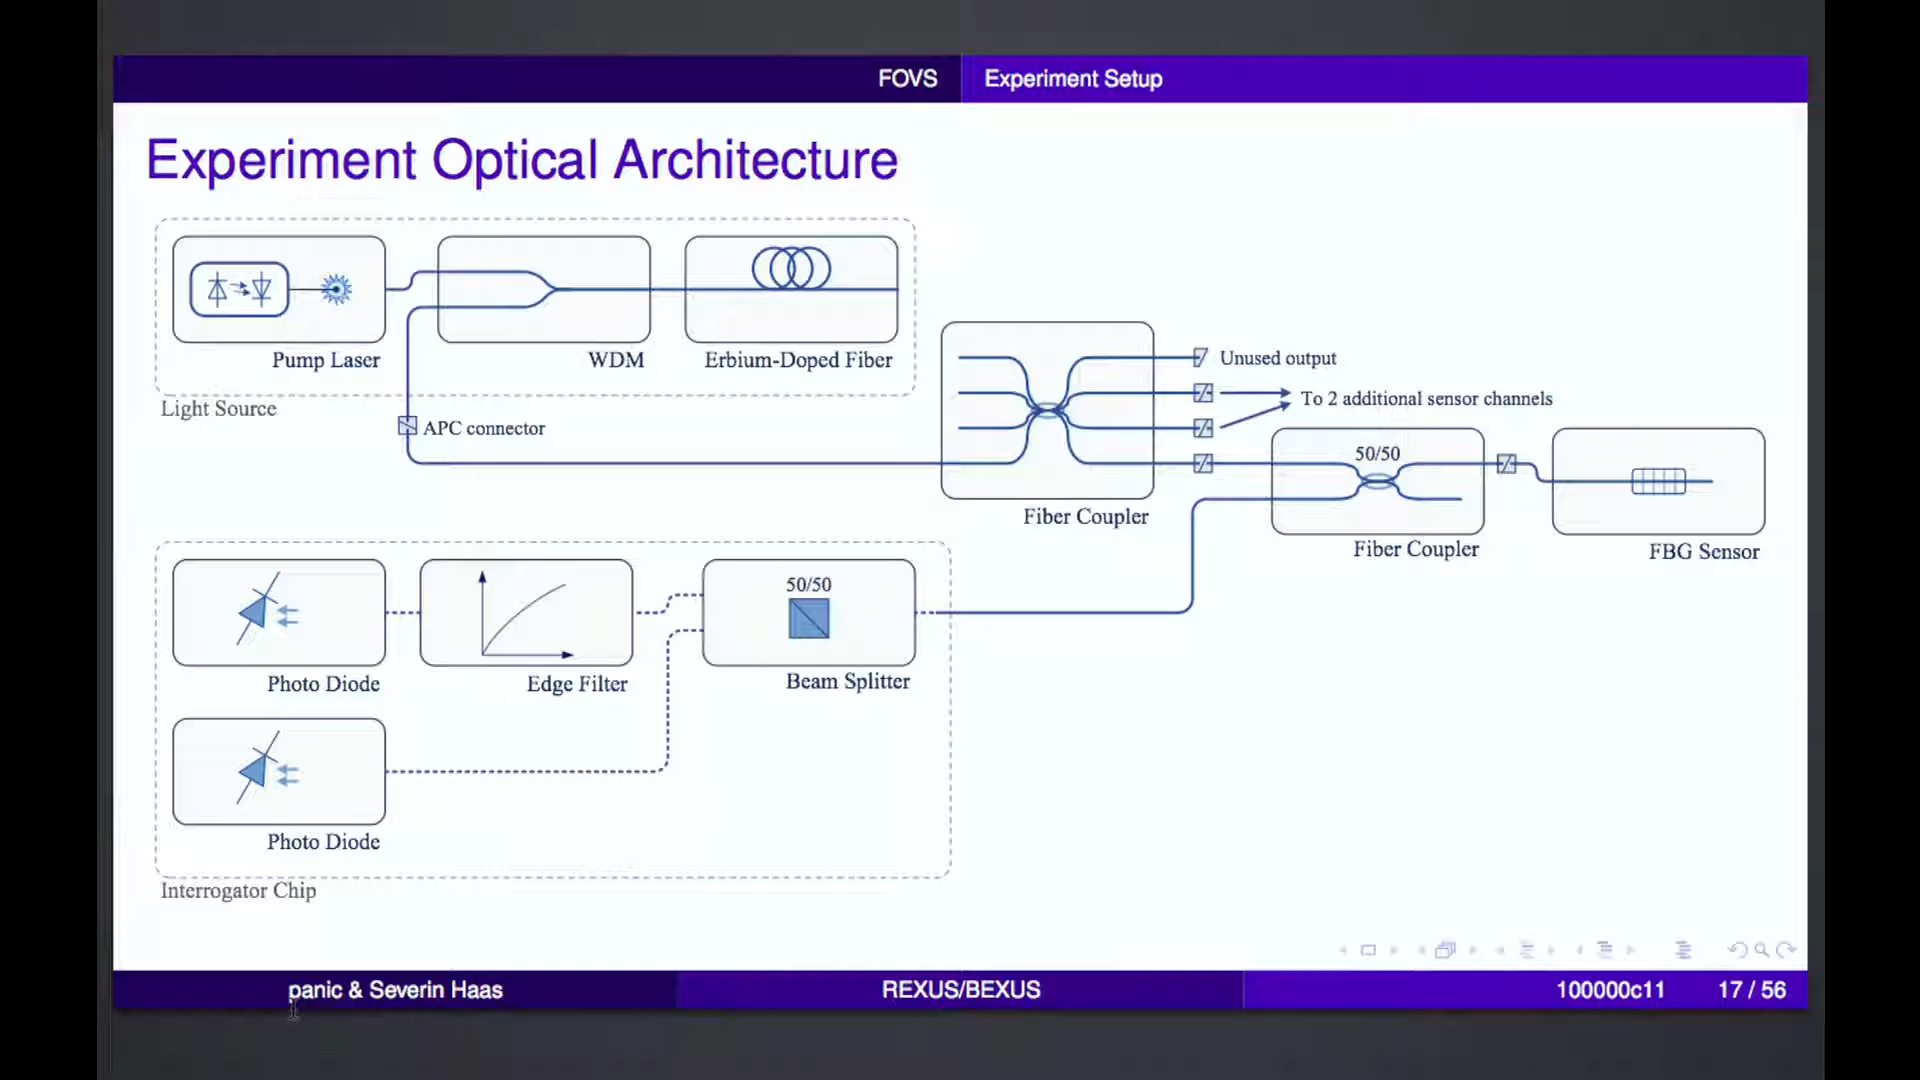 FOVS
Experiment Setup
Experiment Optical Architecture
Pump Laser
WDM
Erbium-Doped Fiber
Light Source
APC connector
Unused output
To 2 additional sensor channels
50/50
Fiber Coupler
Fiber Coupler
FBG Sensor
50/50
Photo Diode
Edge Filter
Beam Splitter
Photo Diode
Interrogator Chip
panic & Severin Haas
REXUS/BEXUS
100000c11
17 / 56